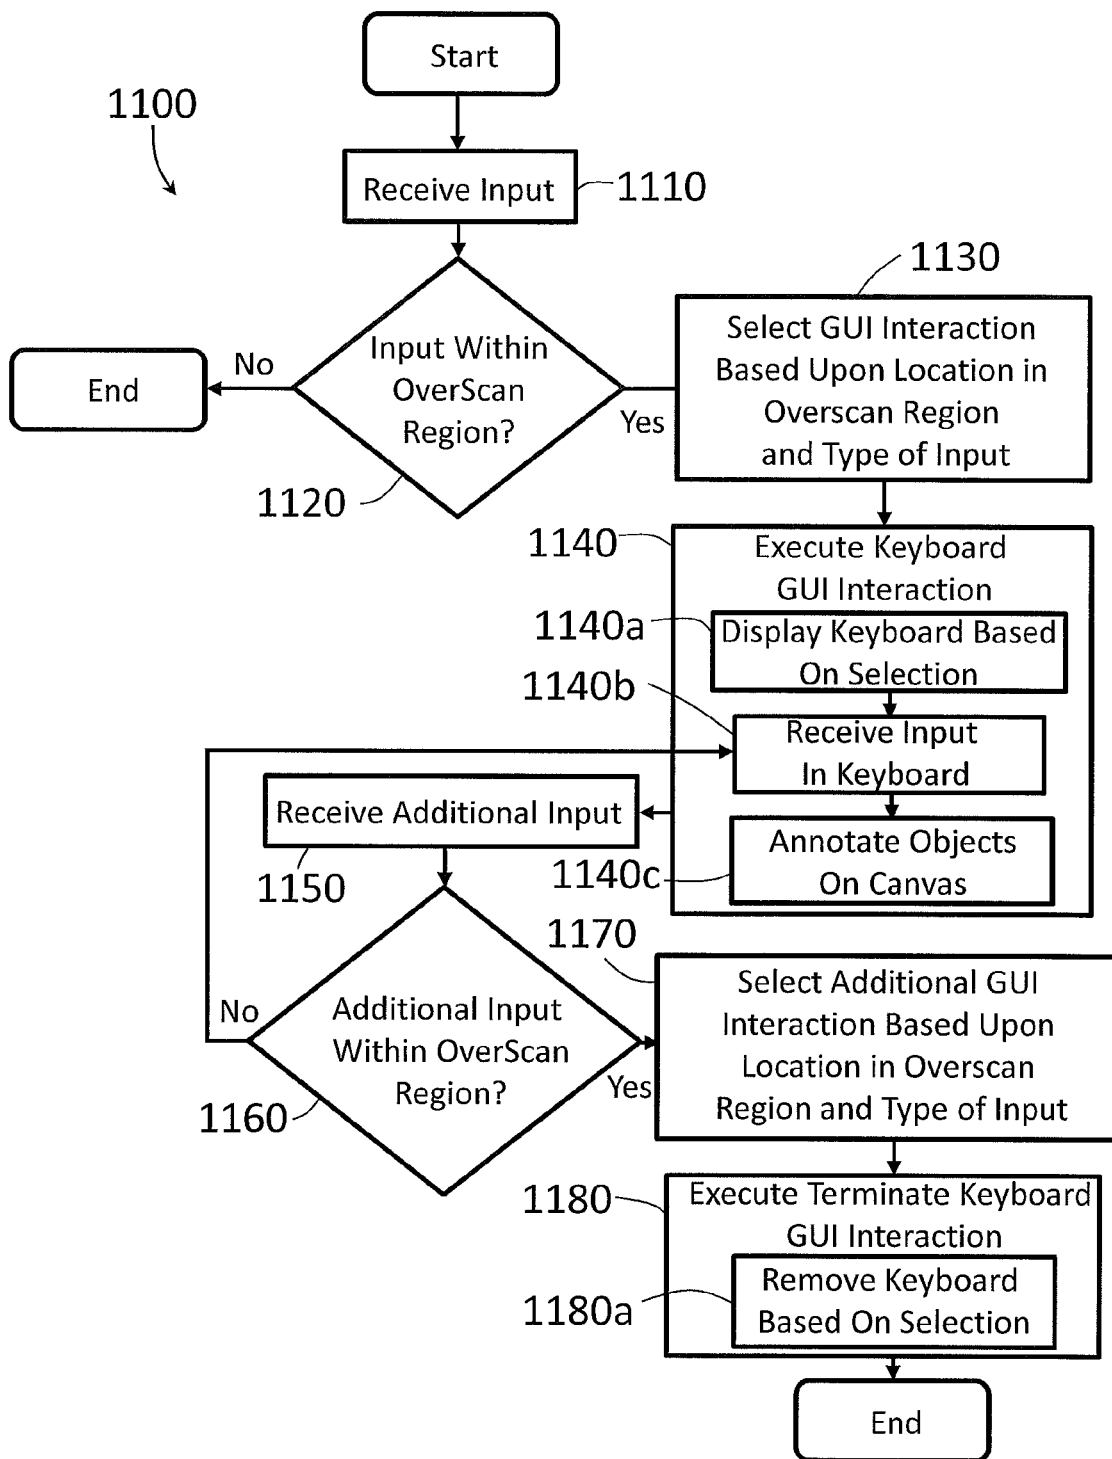 Start
1100
Receive Input
1110
1130
Input Within
OverScan
Region?
No
End
Yes
1120
Select GUI Interaction
Based Upon Location in
Overscan Region
and Type of Input
1140
Execute Keyboard
GUI Interaction
1140a
Display Keyboard Based
On Selection
1140b
Receive Input
In Keyboard
Receive Additional Input
1150
1140c
Annotate Objects
On Canvas
1170
No
Additional Input
Within OverScan
Region?
Yes
1160
Select Additional GUI
Interaction Based Upon
Location in Overscan
Region and Type of Input
1180
Execute Terminate Keyboard
GUI Interaction
1180a
Remove Keyboard
Based On Selection
End